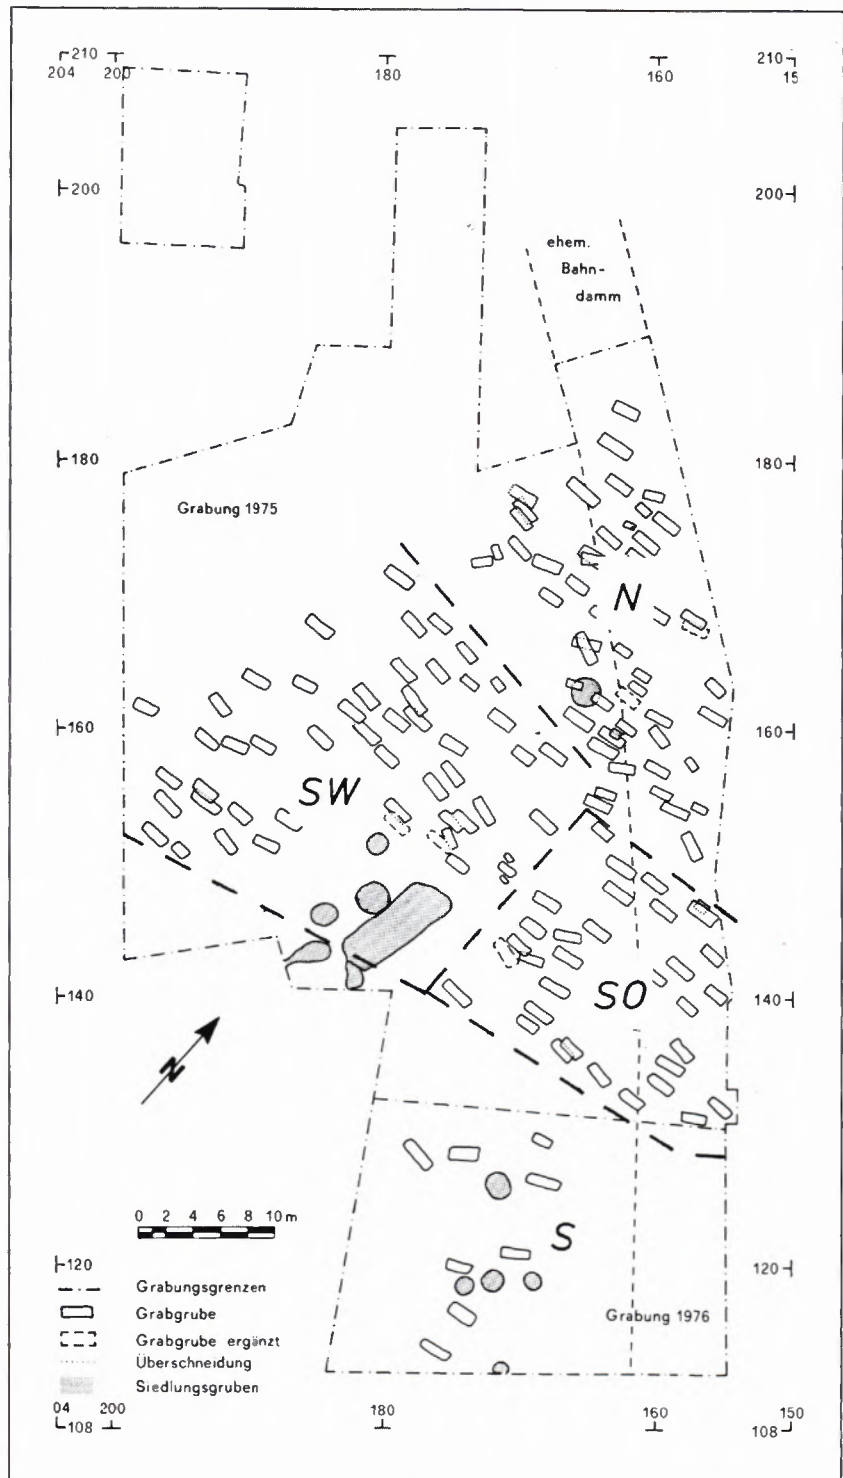 210
204 200 180 160 15
210
200
200
ehem.
Bahn-
damm
180
180
Grabung 1975
N
160
160
SW
140
140
SO
N
0 2 4 6 8 10 m
S
120
120
Grabungsgrenzen
Grabgrube
Grabung 1976
Grabgrube ergänzt
Überschneidung
Siedlungsgruben
04 200 180 160 150
108
108